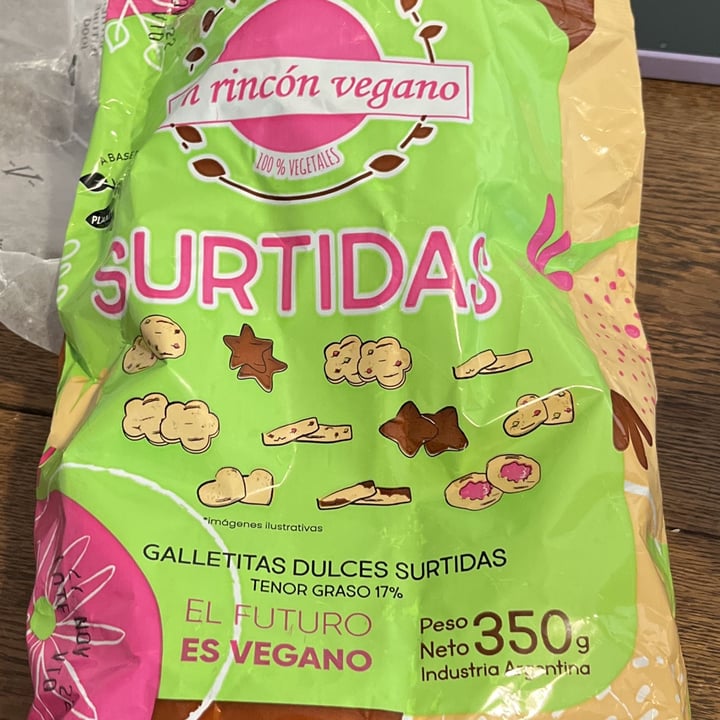 n rincón vegano
100 % VEGETALES
A BASE
SURTIDAS
*Imágenes ilustrativas
GALLETITAS DULCES SURTIDAS
TENOR GRASO 17%
EL FUTURO
ES VEGANO
Peso
Neto 350g
Industria Argentina